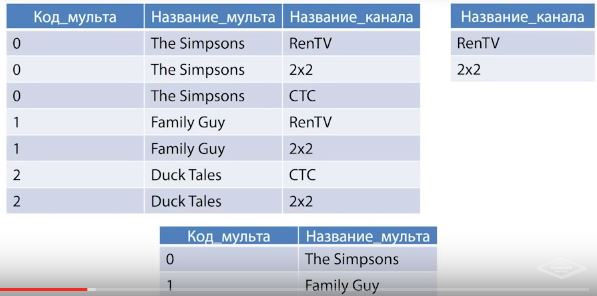 Код_мульта Название_мульта Название_канала
0 The Simpsons RenTV
0 The Simpsons 2x2
0 The Simpsons СТС
1 Family Guy RenTV
1 Family Guy 2x2
2 Duck Tales СТС
2 Duck Tales 2x2
Название_канала
RenTV
2x2
Код_мульта Название_мульта
0 The Simpsons
1 Family Guy